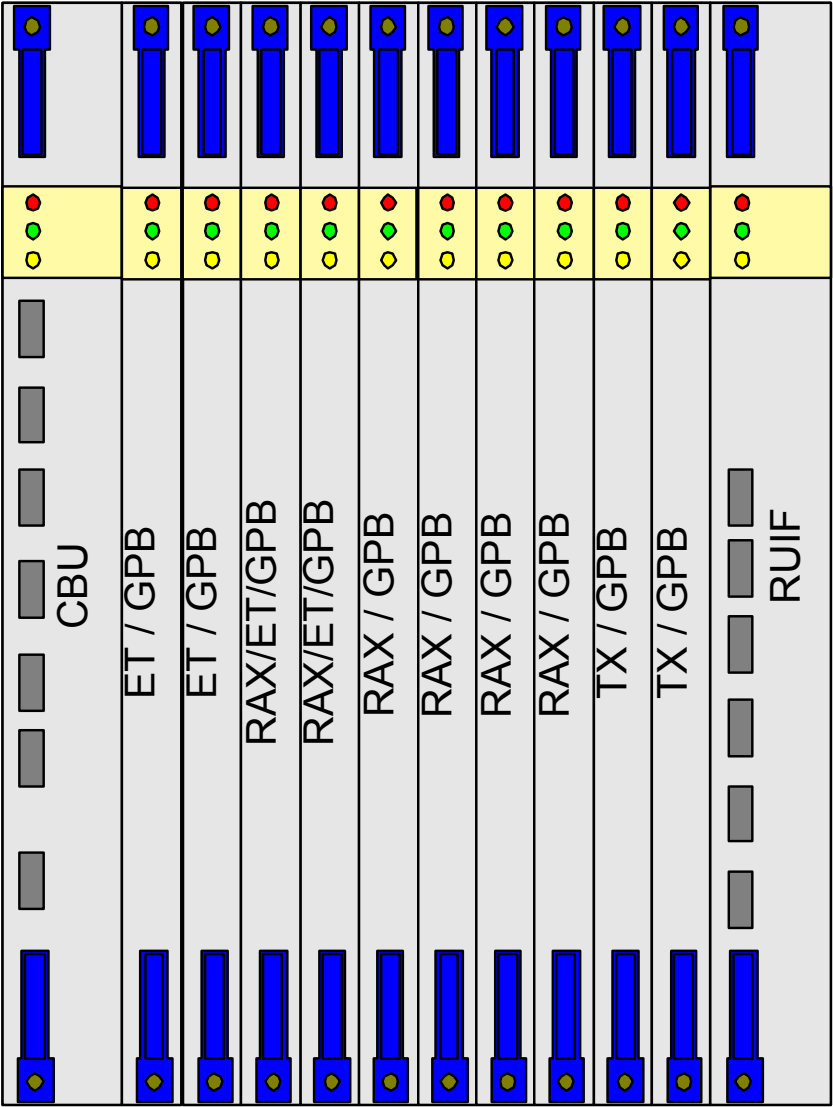 CBU
ET / GPB
ET / GPB
RAX/ET/GPB
RAX/ET/GPB
RAX / GPB
RAX / GPB
RAX / GPB
RAX / GPB
TX / GPB
TX / GPB
RUIF